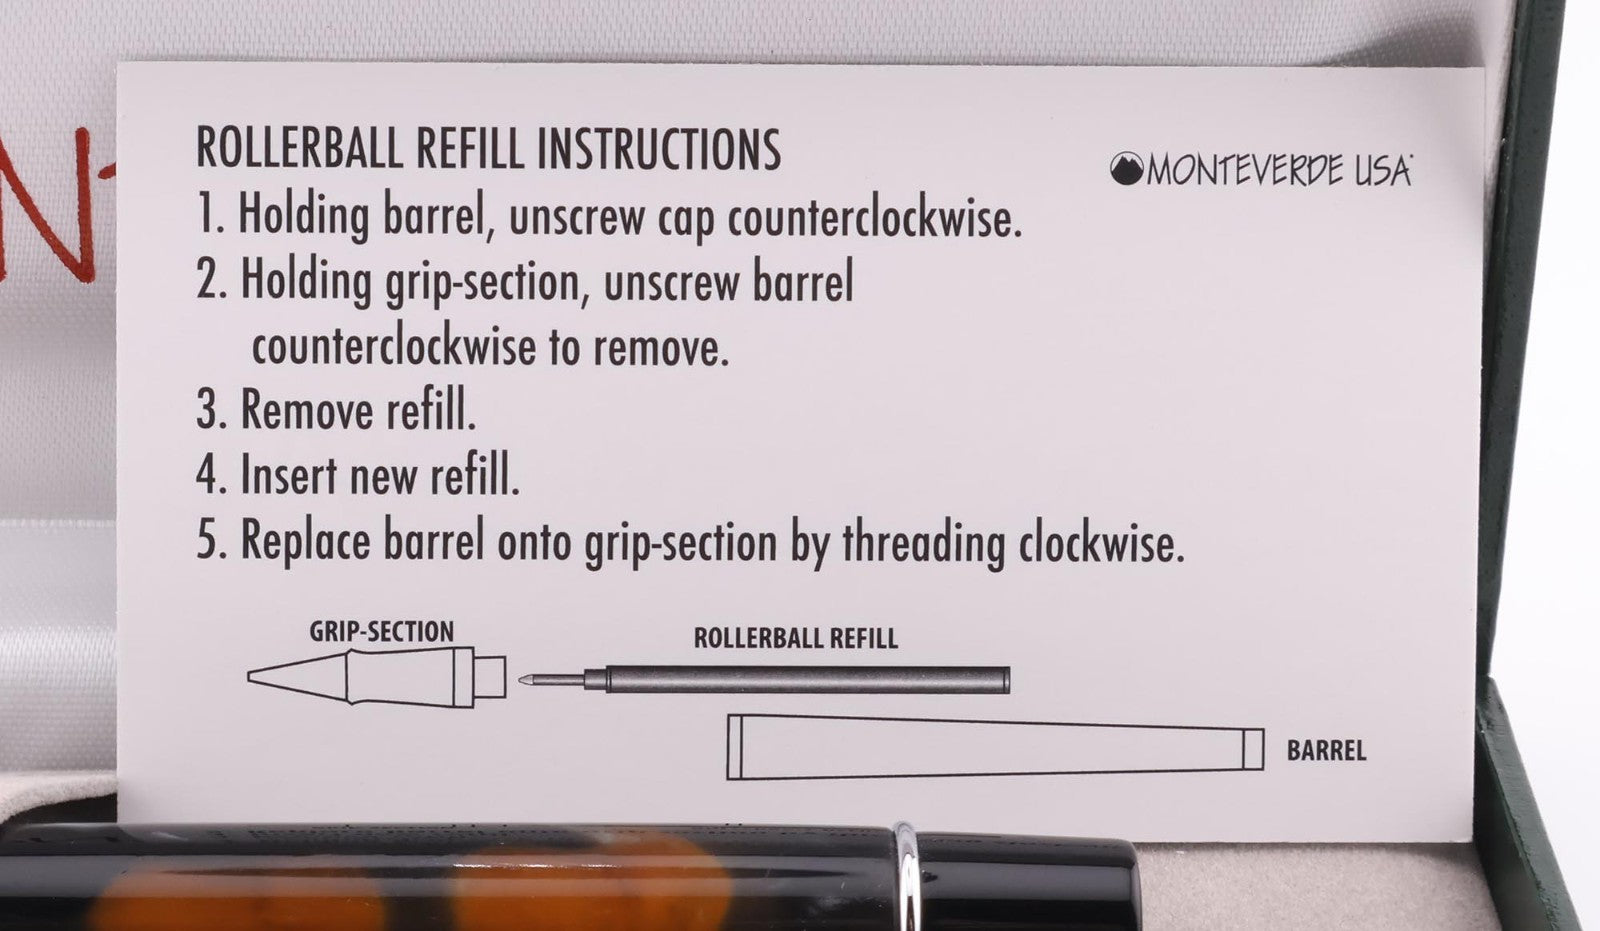 ROLLERBALL REFILL INSTRUCTIONS
MONTEVERDE USA
1. Holding barrel, unscrew cap counterclockwise.
2. Holding grip-section, unscrew barrel
counterclockwise to remove.
3. Remove refill.
4. Insert new refill.
5. Replace barrel onto grip-section by threading clockwise.
GRIP-SECTION
ROLLERBALL REFILL
BARREL